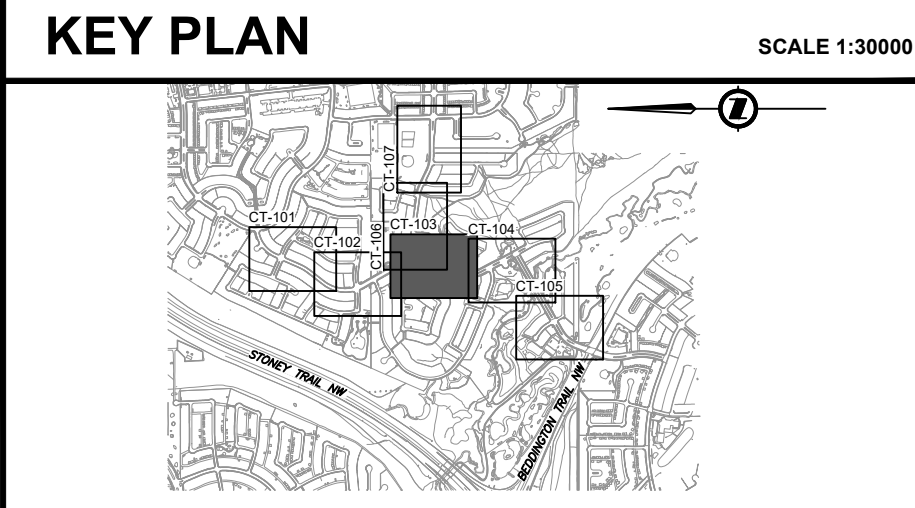 KEY PLAN
SCALE 1:30000
CT-107
CT-101
CT-102
CT-106
CT-103
CT-104
CT-105
STONEY TRAIL NW
BEDDINGTON TRAIL NW